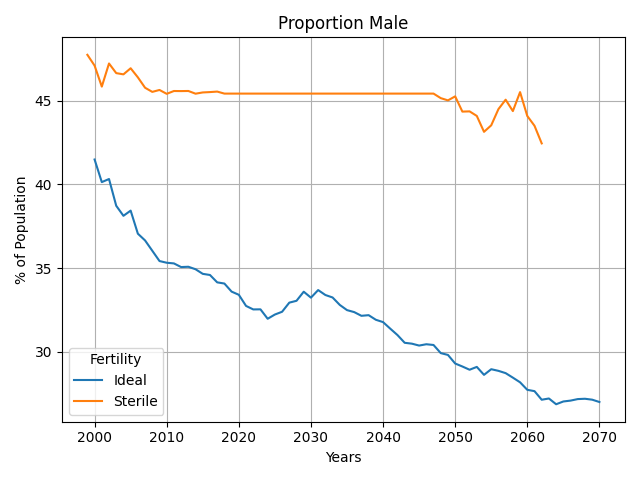 Proportion Male
% of Population
45
40
35
30
Fertility
Ideal
Sterile
2000 2010 2020 2030 2040 2050 2060 2070
Years